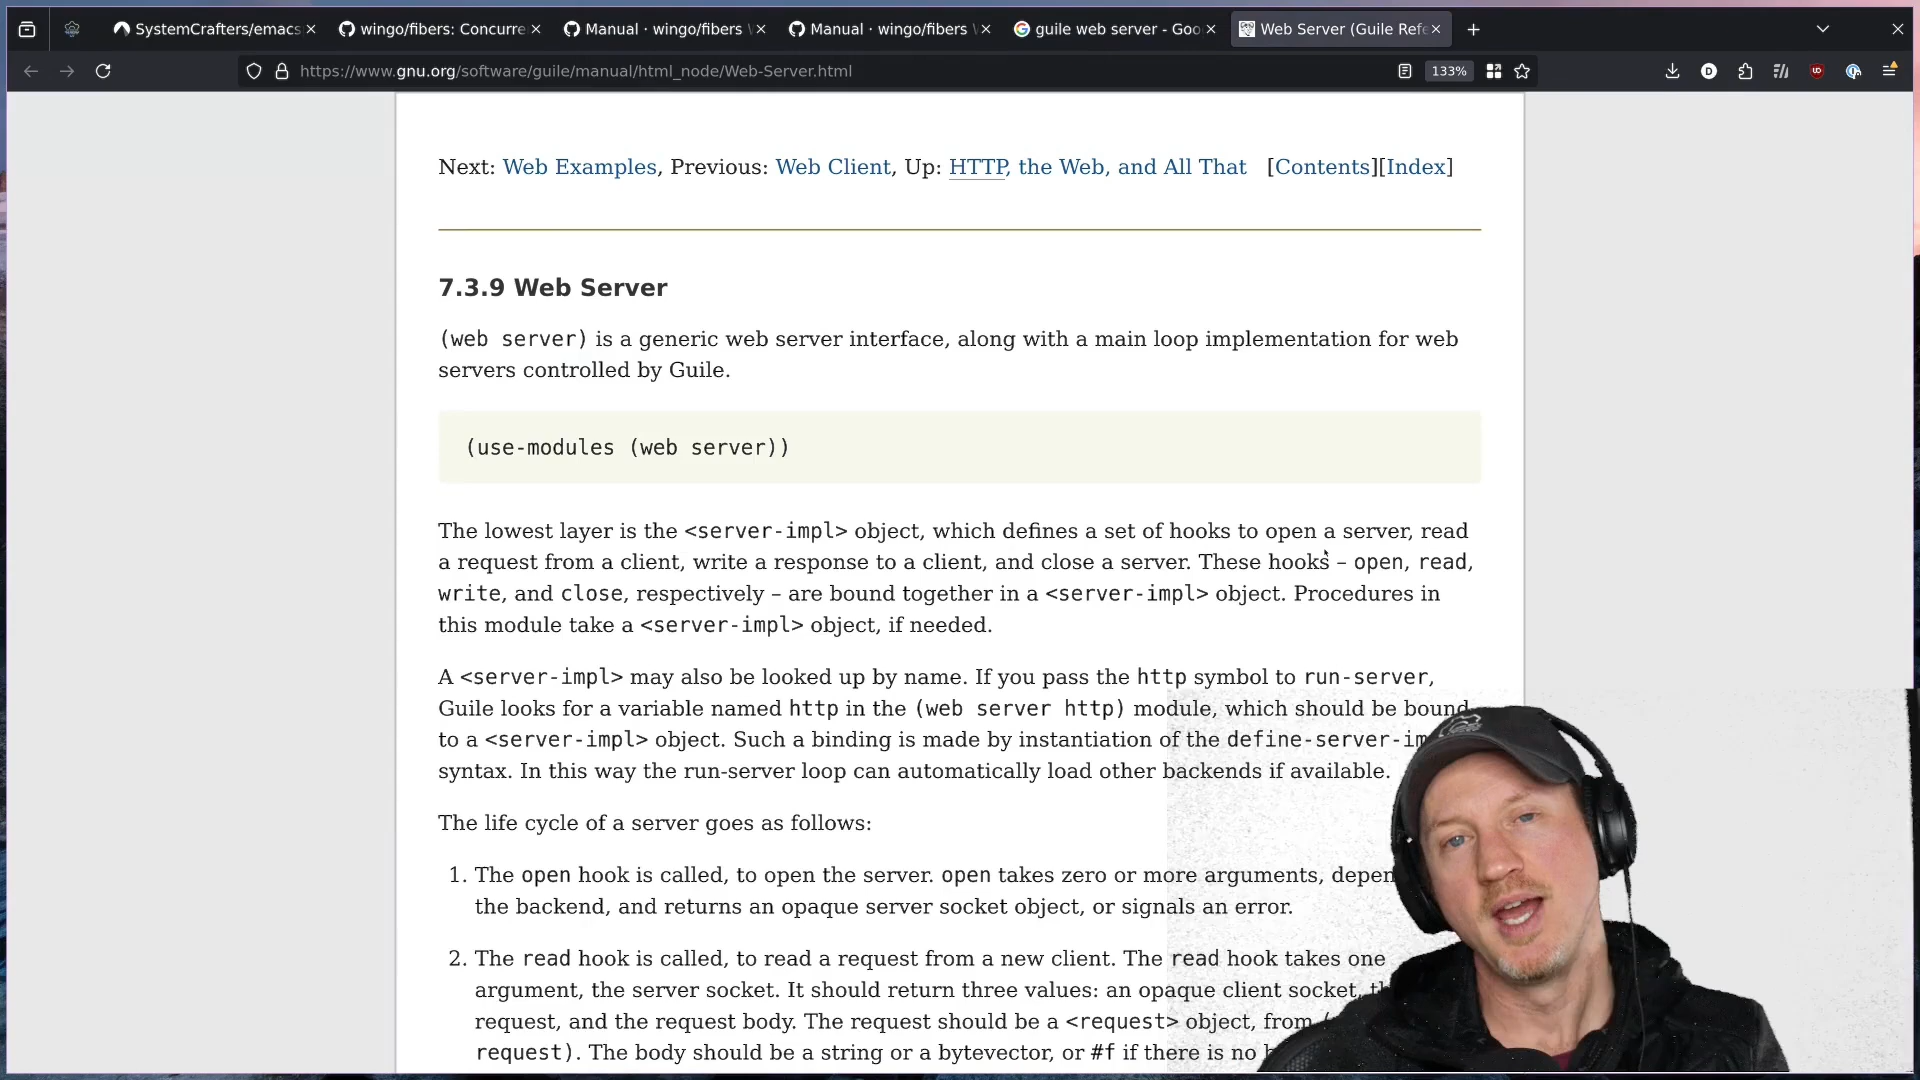 SystemCrafters/emacs
wingo/fibers: Concurre
Manual · wingo/fibers
Manual · wingo/fibers
guile web server - Goo
Web Server (Guile Refe
https://www.gnu.org/software/guile/manual/html_node/Web-Server.html
133%
Next: Web Examples, Previous: Web Client, Up: HTTP, the Web, and All That [Contents][Index]
7.3.9 Web Server
(web server) is a generic web server interface, along with a main loop implementation for web
servers controlled by Guile.
(use-modules (web server))
The lowest layer is the <server-impl> object, which defines a set of hooks to open a server, read
a request from a client, write a response to a client, and close a server. These hooks – open, read,
write, and close, respectively – are bound together in a <server-impl> object. Procedures in
this module take a <server-impl> object, if needed.
A <server-impl> may also be looked up by name. If you pass the http symbol to run-server,
Guile looks for a variable named http in the (web server http) module, which should be bound
to a <server-impl> object. Such a binding is made by instantiation of the define-server-im
syntax. In this way the run-server loop can automatically load other backends if available.
The life cycle of a server goes as follows:
1. The open hook is called, to open the server. open takes zero or more arguments, depen
the backend, and returns an opaque server socket object, or signals an error.
2. The read hook is called, to read a request from a new client. The read hook takes one
argument, the server socket. It should return three values: an opaque client socket, th
request, and the request body. The request should be a <request> object, from (
request). The body should be a string or a bytevector, or #f if there is no b